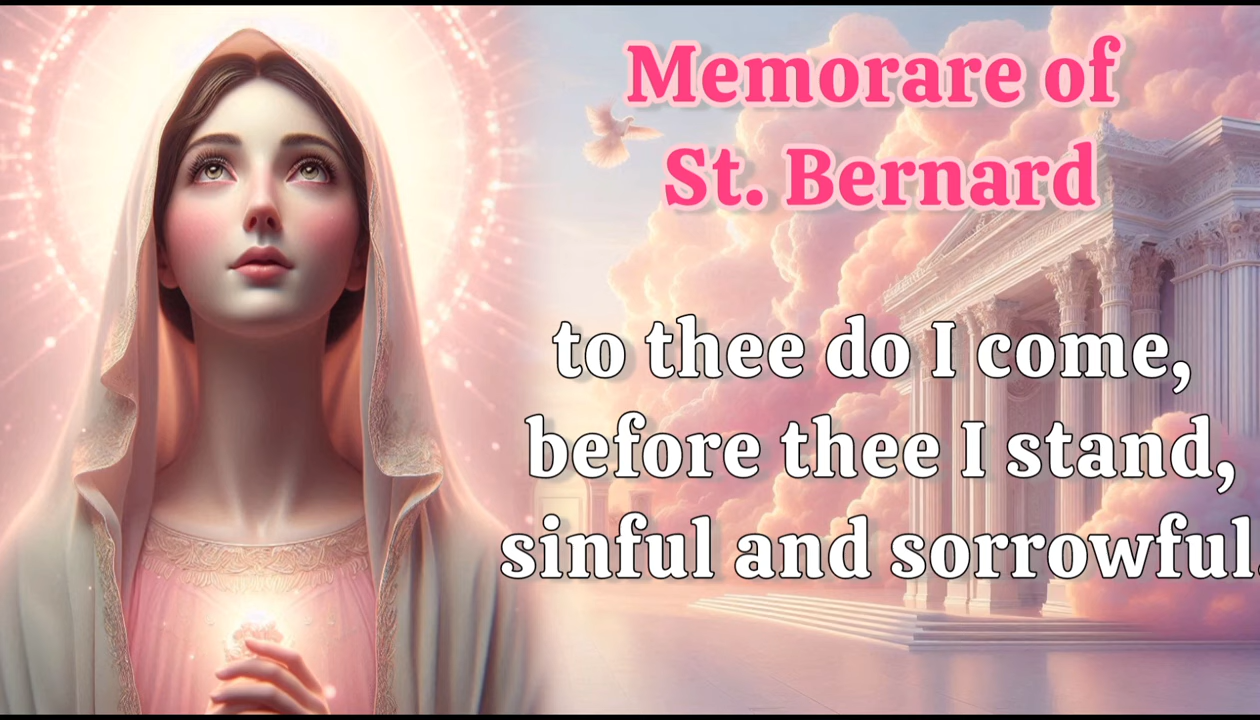 Memorare of
St. Bernard
to thee do I come,
before thee I stand,
sinful and sorrowful.